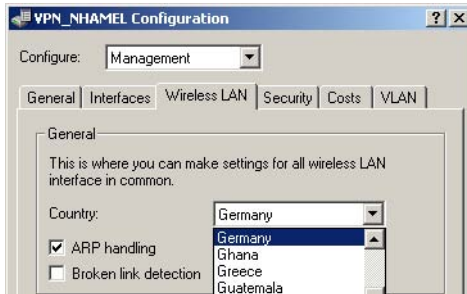 VPN_NHAMEL Configuration
Configure: Management
General Interfaces Wireless LAN Security Costs VLAN
General
This is where you can make settings for all wireless LAN
interface in common.
Country: Germany
Germany
ARP handling
Ghana
Broken link detection
Greece
Guatemala